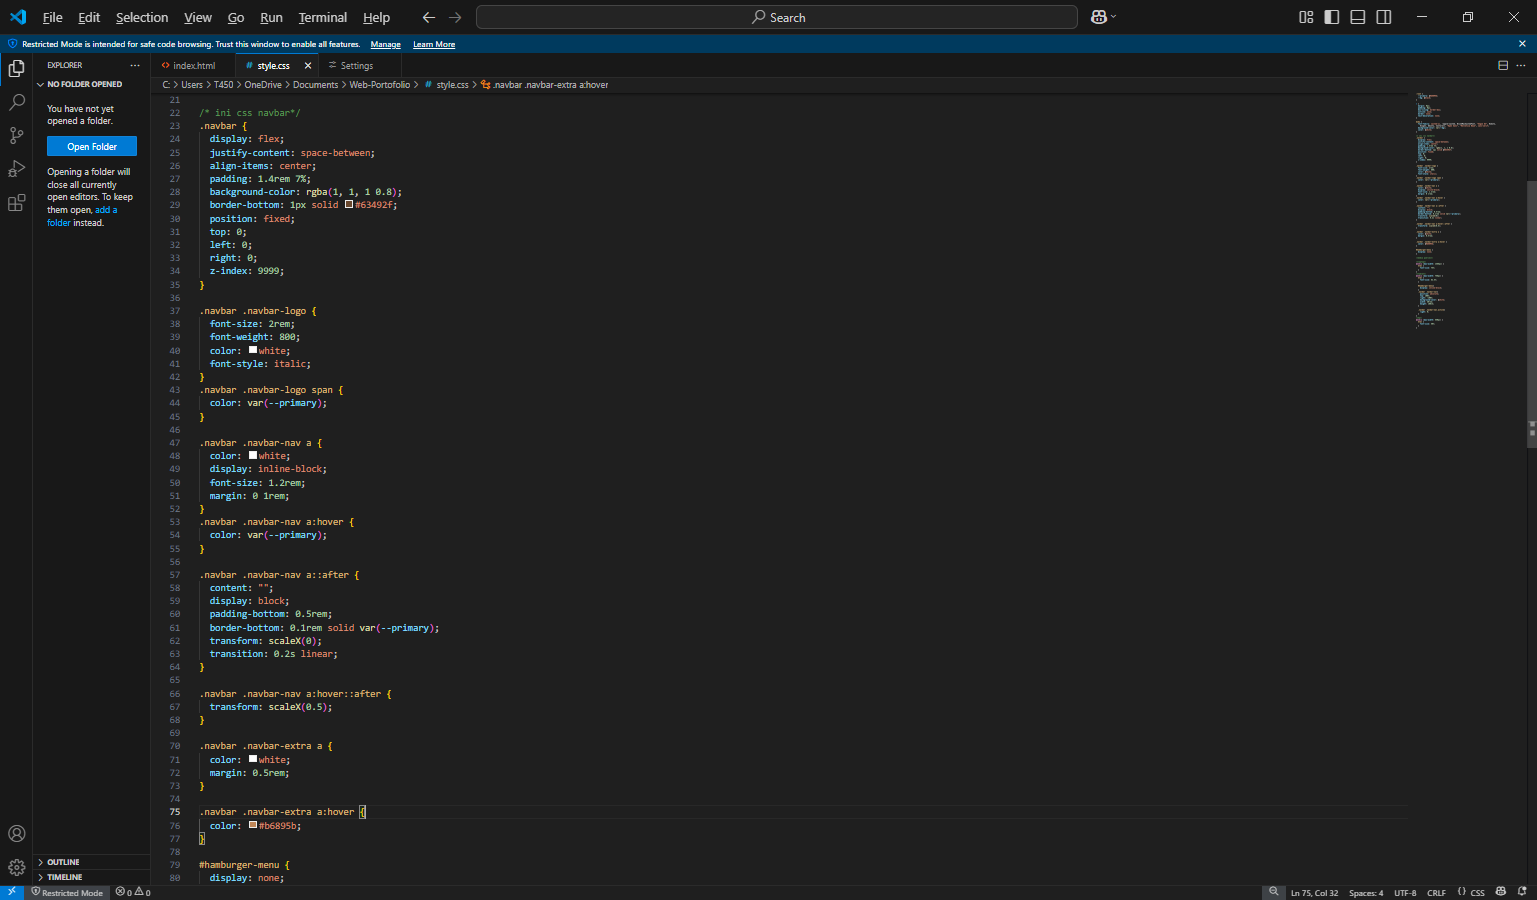 File Edit Selection View Go Run Terminal Help Search
Restricted Mode is intended for safe code browsing. Trust this window to enable all features. Manage Learn More
EXPLORER
NO FOLDER OPENED
You have not yet
opened a folder.
Open Folder
Opening a folder will
close all currently
open editors. To keep
them open, add a
folder instead.
OUTLINE
TIMELINE
index.html # style.css Settings
C: > Users > T450 > OneDrive > Documents > Web-Portofolio > # style.css > .navbar .navbar-extra a:hover
21
22 /* ini css navbar*/
23 .navbar {
24 display: flex;
25 justify-content: space-between;
26 align-items: center;
27 padding: 1.4rem 7%;
28 background-color: rgba(1, 1, 1 0.8);
29 border-bottom: 1px solid #63492f;
30 position: fixed;
31 top: 0;
32 left: 0;
33 right: 0;
34 z-index: 9999;
35 }
36
37 .navbar .navbar-logo {
38 font-size: 2rem;
39 font-weight: 800;
40 color: white;
41 font-style: italic;
42 }
43 .navbar .navbar-logo span {
44 color: var(--primary);
45 }
46
47 .navbar .navbar-nav a {
48 color: white;
49 display: inline-block;
50 font-size: 1.2rem;
51 margin: 0 1rem;
52 }
53 .navbar .navbar-nav a:hover {
54 color: var(--primary);
55 }
56
57 .navbar .navbar-nav a::after {
58 content: "";
59 display: block;
60 padding-bottom: 0.5rem;
61 border-bottom: 0.1rem solid var(--primary);
62 transform: scaleX(0);
63 transition: 0.2s linear;
64 }
65
66 .navbar .navbar-nav a:hover::after {
67 transform: scaleX(0.5);
68 }
69
70 .navbar .navbar-extra a {
71 color: white;
72 margin: 0.5rem;
73 }
74
75 .navbar .navbar-extra a:hover {
76 color: #b6895b;
77 }
78
79 #hamburger-menu {
80 display: none;
Restricted Mode 0 0 Ln 75, Col 32 Spaces: 4 UTF-8 CRLF {} CSS